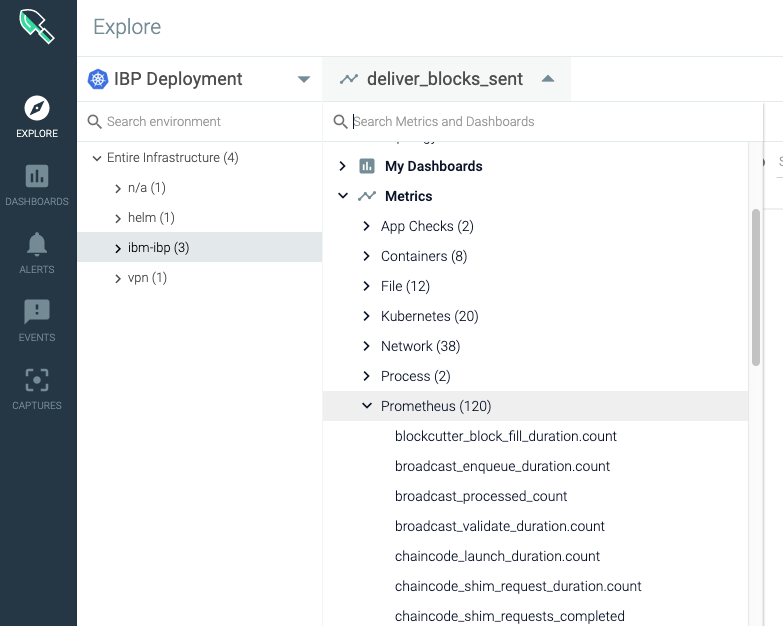 Explore
EXPLORE
DASHBOARDS
ALERTS
EVENTS
CAPTURES
IBP Deployment
Search environment
Entire Infrastructure (4)
n/a (1)
helm (1)
ibm-ibp (3)
vpn (1)
deliver_blocks_sent
Search Metrics and Dashboards
My Dashboards
Metrics
App Checks (2)
Containers (8)
File (12)
Kubernetes (20)
Network (38)
Process (2)
Prometheus (120)
blockcutter_block_fill_duration.count
broadcast_enqueue_duration.count
broadcast_processed_count
broadcast_validate_duration.count
chaincode_launch_duration.count
chaincode_shim_request_duration.count
chaincode_shim_requests_completed